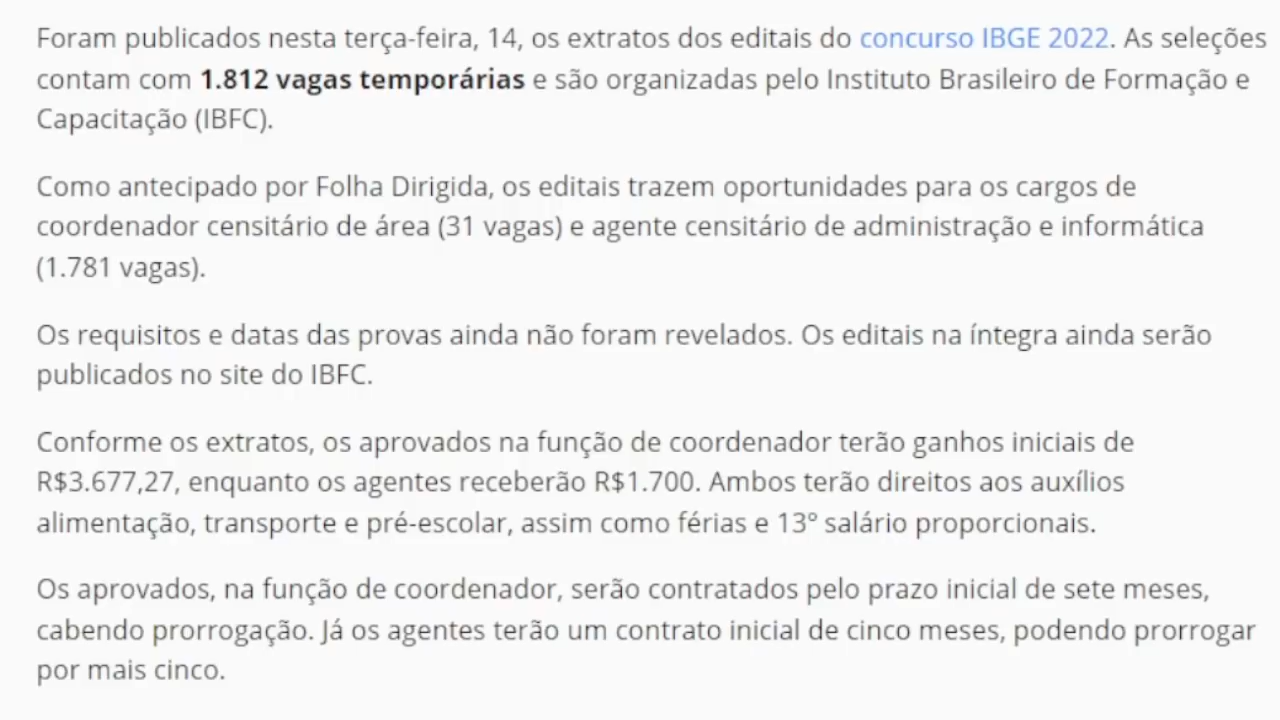 Foram publicados nesta terça-feira, 14, os extratos dos editais do concurso IBGE 2022. As seleções
contam com 1.812 vagas temporárias e são organizadas pelo Instituto Brasileiro de Formação e
Capacitação (IBFC).
Como antecipado por Folha Dirigida, os editais trazem oportunidades para os cargos de
coordenador censitário de área (31 vagas) e agente censitário de administração e informática
(1.781 vagas).
Os requisitos e datas das provas ainda não foram revelados. Os editais na íntegra ainda serão
publicados no site do IBFC.
Conforme os extratos, os aprovados na função de coordenador terão ganhos iniciais de
R$3.677,27, enquanto os agentes receberão R$1.700. Ambos terão direitos aos auxílios
alimentação, transporte e pré-escolar, assim como férias e 13º salário proporcionais.
Os aprovados, na função de coordenador, serão contratados pelo prazo inicial de sete meses,
cabendo prorrogação. Já os agentes terão um contrato inicial de cinco meses, podendo prorrogar
por mais cinco.